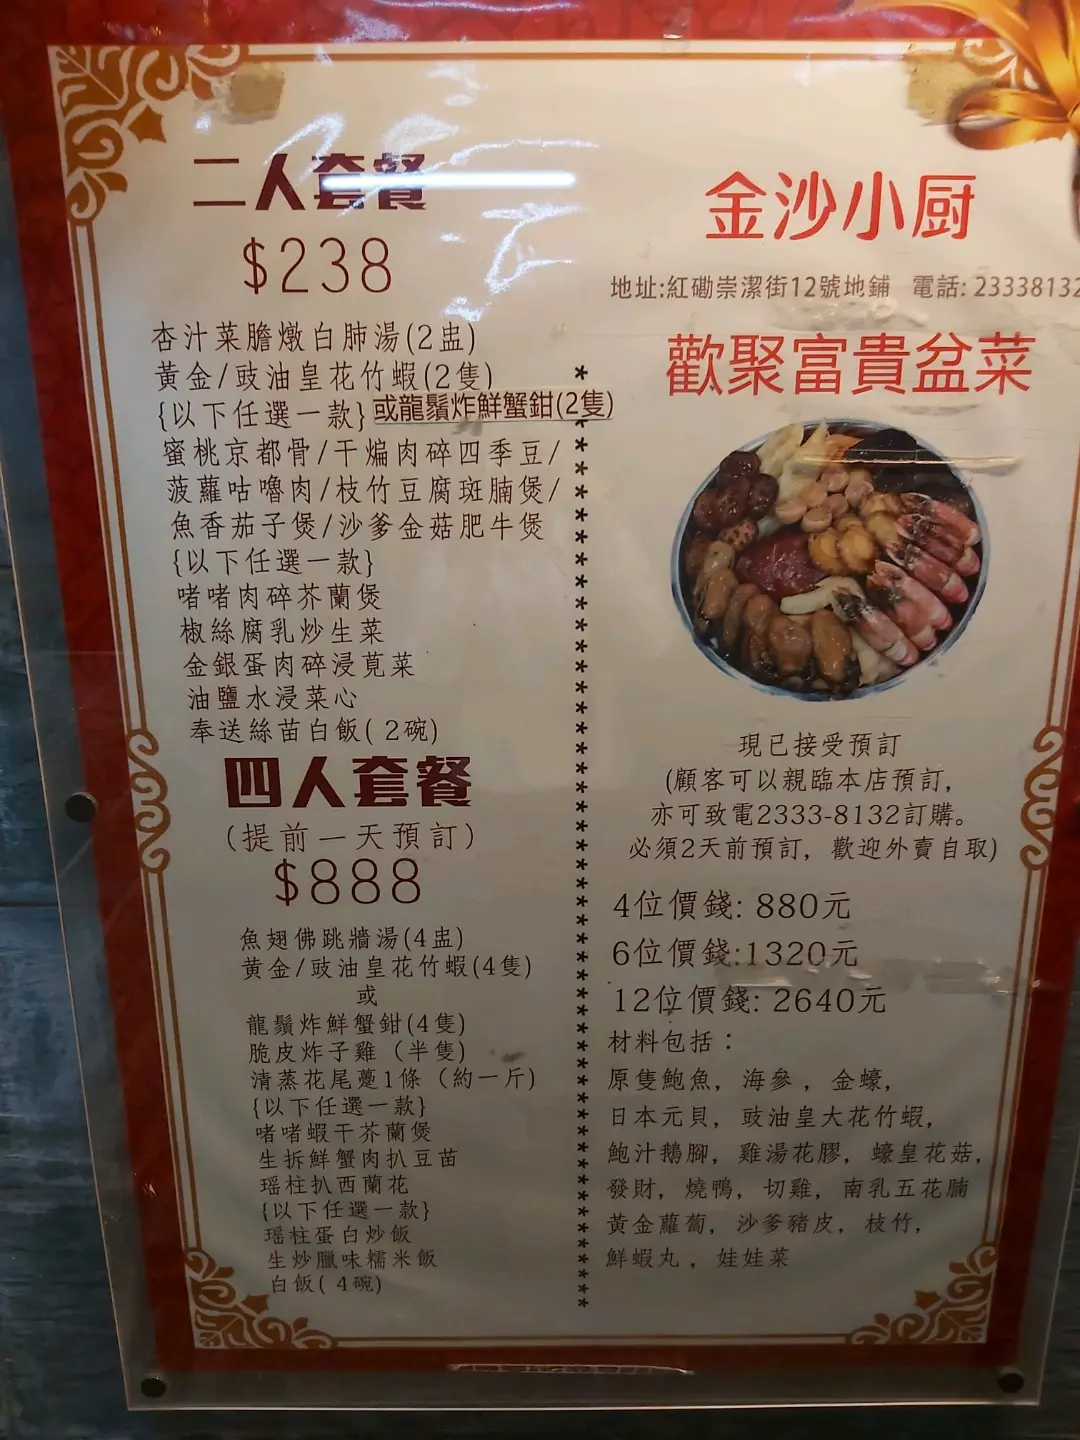 二人套餐
$238
杏汁菜膽燉白肺湯(2盅)
黃金/豉油皇花竹蝦(2隻)
{以下任選一款}或龍鬚炸鮮蟹鉗(2隻)
蜜桃京都骨/干煸肉碎四季豆/
菠蘿咕嚕肉/枝竹豆腐斑腩煲/
魚香茄子煲/沙爹金菇肥牛煲
{以下任選一款}
啫啫肉碎芥蘭煲
椒絲腐乳炒生菜
金銀蛋肉碎浸莧菜
油鹽水浸菜心
奉送絲苗白飯( 2碗)
四人套餐
(提前一天預訂)
$888
魚翅佛跳牆湯(4盅)
黃金/豉油皇花竹蝦(4隻)
或
龍鬚炸鮮蟹鉗(4隻)
脆皮炸子雞 (半隻)
清蒸花尾躉1條 (約一斤)
{以下任選一款}
啫啫蝦干芥蘭煲
生拆鮮蟹肉扒豆苗
瑶柱扒西蘭花
{以下任選一款}
瑶柱蛋白炒飯
生炒臘味糯米飯
白飯( 4碗)
金沙小厨
地址:紅磡崇潔街12號地鋪 電話: 23338132
歡聚富貴盆菜
現已接受預訂
(顧客可以親臨本店預訂,
亦可致電2333-8132訂購。
必須2天前預訂, 歡迎外賣自取)
4位價錢: 880元
6位價錢:1320元
12位價錢: 2640元
材料包括：
原隻鮑魚, 海參 , 金蠔,
日本元貝, 豉油皇大花竹蝦,
鮑汁鵝腳, 雞湯花膠, 蠔皇花菇,
發財, 燒鴨, 切雞, 南乳五花腩
黃金蘿蔔, 沙爹豬皮, 枝竹,
鮮蝦丸 , 娃娃菜